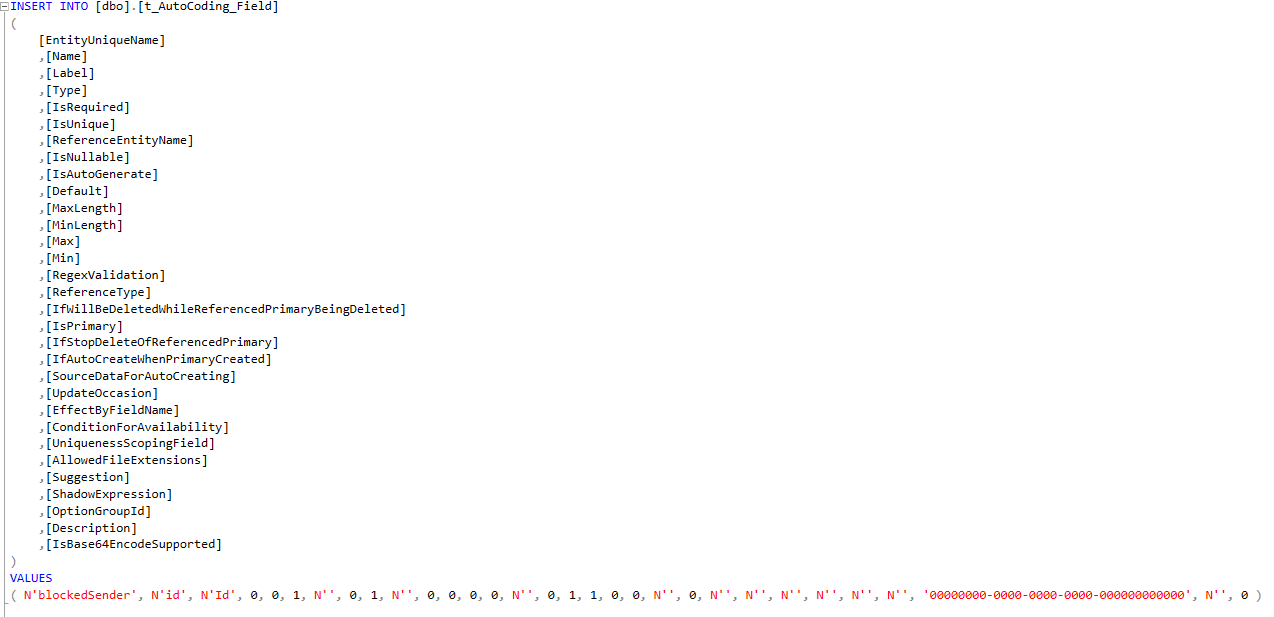 INSERT INTO [dbo].[t_AutoCoding_Field]
(
[EntityUniqueName]
,[Name]
,[Label]
,[Type]
,[IsRequired]
,[IsUnique]
,[ReferenceEntityName]
,[IsNullable]
,[IsAutoGenerate]
,[Default]
,[MaxLength]
,[MinLength]
,[Max]
,[Min]
,[RegexValidation]
,[ReferenceType]
,[IfWillBeDeletedWhileReferencedPrimaryBeingDeleted]
,[IsPrimary]
,[IfStopDeleteOfReferencedPrimary]
,[IfAutoCreateWhenPrimaryCreated]
,[SourceDataForAutoCreating]
,[UpdateOccasion]
,[EffectByFieldName]
,[ConditionForAvailability]
,[UniquenessScopingField]
,[AllowedFileExtensions]
,[Suggestion]
,[ShadowExpression]
,[OptionGroupId]
,[Description]
,[IsBase64EncodeSupported]
)
VALUES
( N'blockedSender', N'id', N'Id', 0, 0, 1, N'', 0, 1, N'', 0, 0, 0, 0, N'', 0, 1, 1, 0, 0, N'', 0, N'', N'', N'', N'', N'', N'', '00000000-0000-0000-0000-000000000000', N'', 0 )